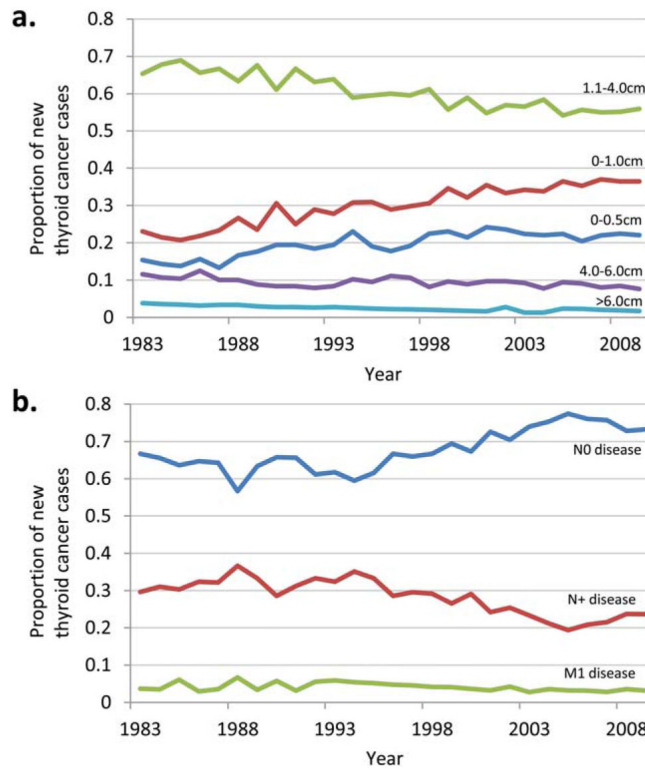 a.
0.8
0.7
0.6
0.5
0.4
0.3
0.2
0.1
0
Proportion of new
thyroid cancer cases
1.1-4.0cm
0-1.0cm
0-0.5cm
4.0-6.0cm
>6.0cm
1983 1988 1993 1998 2003 2008
Year
b.
0.8
0.7
0.6
0.5
0.4
0.3
0.2
0.1
0
Proportion of new
thyroid cancer cases
N0 disease
N+ disease
M1 disease
1983 1988 1993 1998 2003 2008
Year